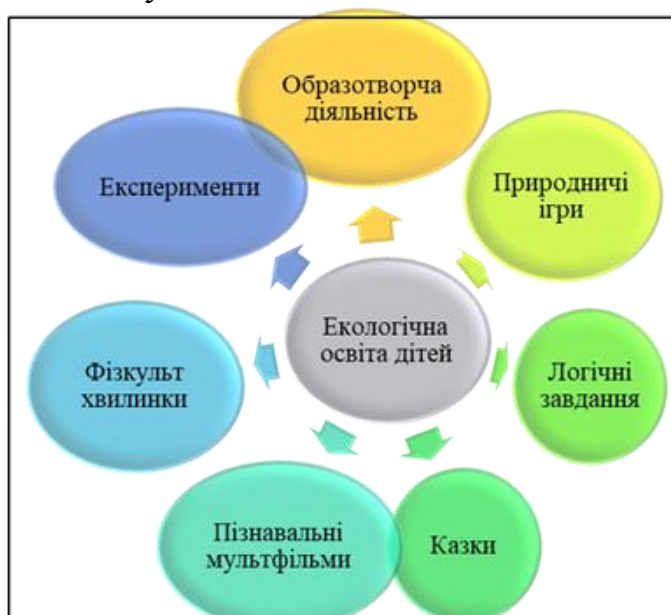 Образотворча
діяльність
Експерименти
Природничі
ігри
Екологічна
освіта дітей
Фізкульт
хвилинки
Логічні
завдання
Пізнавальні
мультфільми
Казки